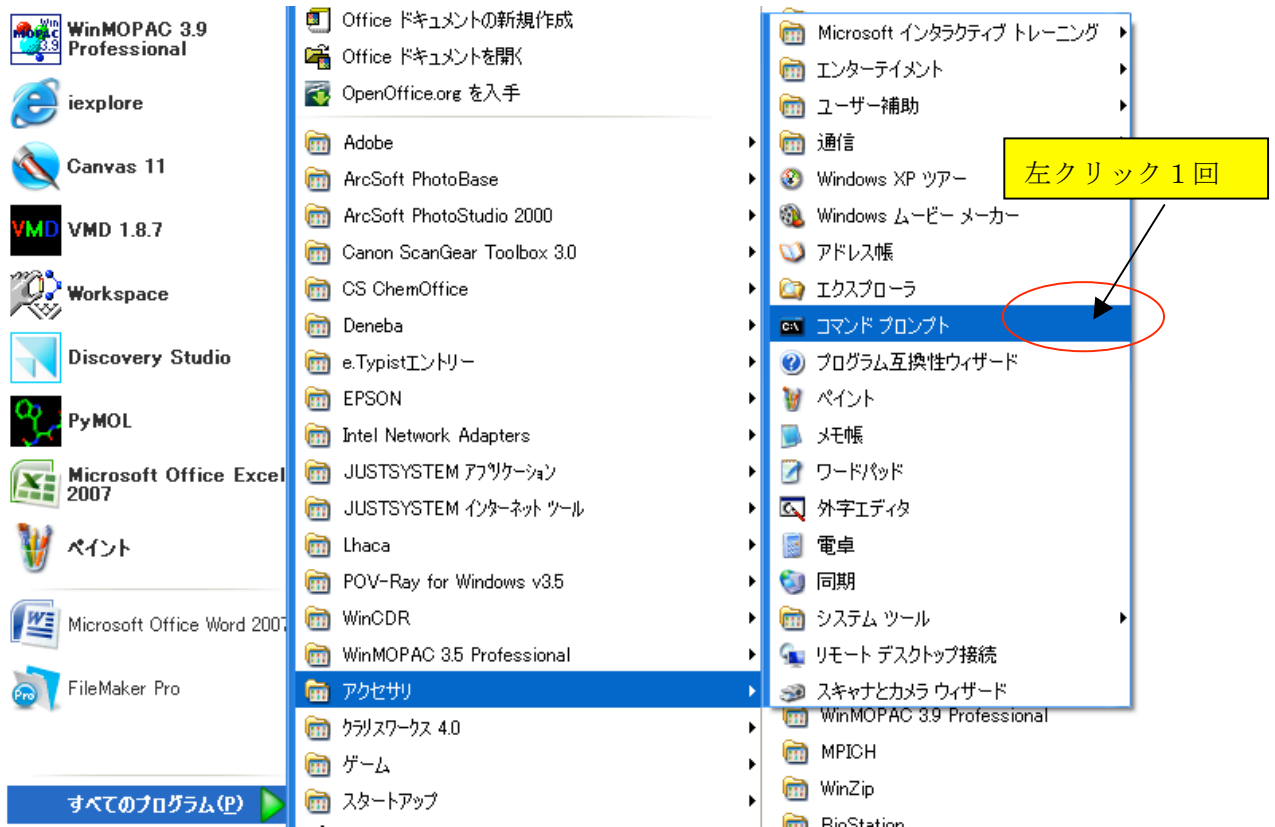 WinMOPAC 3.9
Professional
iexplore
Canvas 11
VMD
VMD 1.8.7
Workspace
Discovery Studio
PyMOL
Microsoft Office Excel
2007
ペイント
Microsoft Office Word 2007
Pro
FileMaker Pro
すべてのプログラム(P)
Office ドキュメントの新規作成
Office ドキュメントを開く
OpenOffice.org を入手
Adobe
ArcSoft PhotoBase
ArcSoft PhotoStudio 2000
Canon ScanGear Toolbox 3.0
CS ChemOffice
Deneba
e.Typistエントリー
EPSON
Intel Network Adapters
JUSTSYSTEM アプリケーション
JUSTSYSTEM インターネット ツール
Lhaca
POV-Ray for Windows v3.5
WinCDR
WinMOPAC 3.5 Professional
アクセサリ
クラリスワークス 4.0
ゲーム
スタートアップ
Microsoft インタラクティブ トレーニング
エンターテイメント
ユーザー補助
通信
Windows XP ツアー
Windows ムービー メーカー
アドレス帳
エクスプローラ
コマンド プロンプト
プログラム互換性ウィザード
ペイント
メモ帳
ワードパッド
外字エディタ
電卓
同期
システム ツール
リモート デスクトップ接続
スキャナとカメラ ウィザード
WinMOPAC 3.9 Professional
MPICH
WinZip
BioStation
左クリック１回